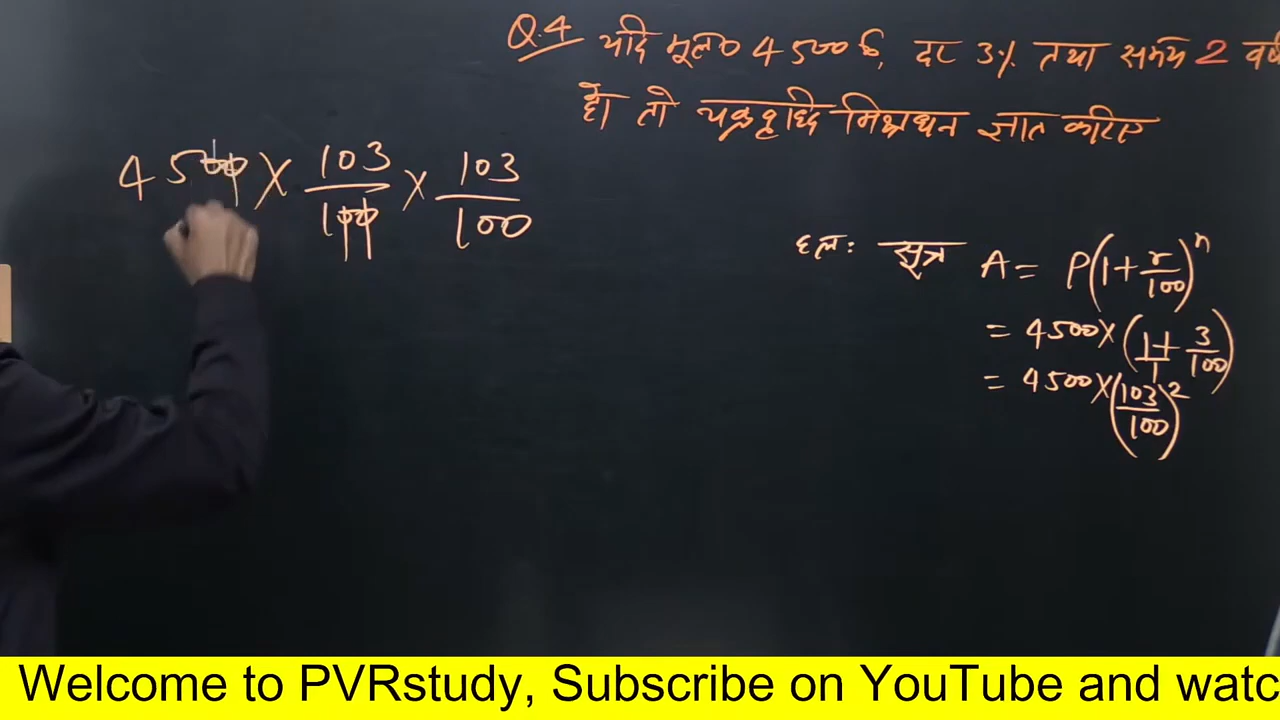 Q.4 यदि मूलधन 4500 रु, दर 3% तथा समय 2 वर्ष
हो तो चक्रवृद्धि मिश्रधन ज्ञात करिए
4500 × 103/100 × 103/100
हल: सूत्र A = P(1+r/100)^n
= 4500×(1/1+3/100)
= 4500×(103/100)^2
Welcome to PVRstudy, Subscribe on YouTube and watc